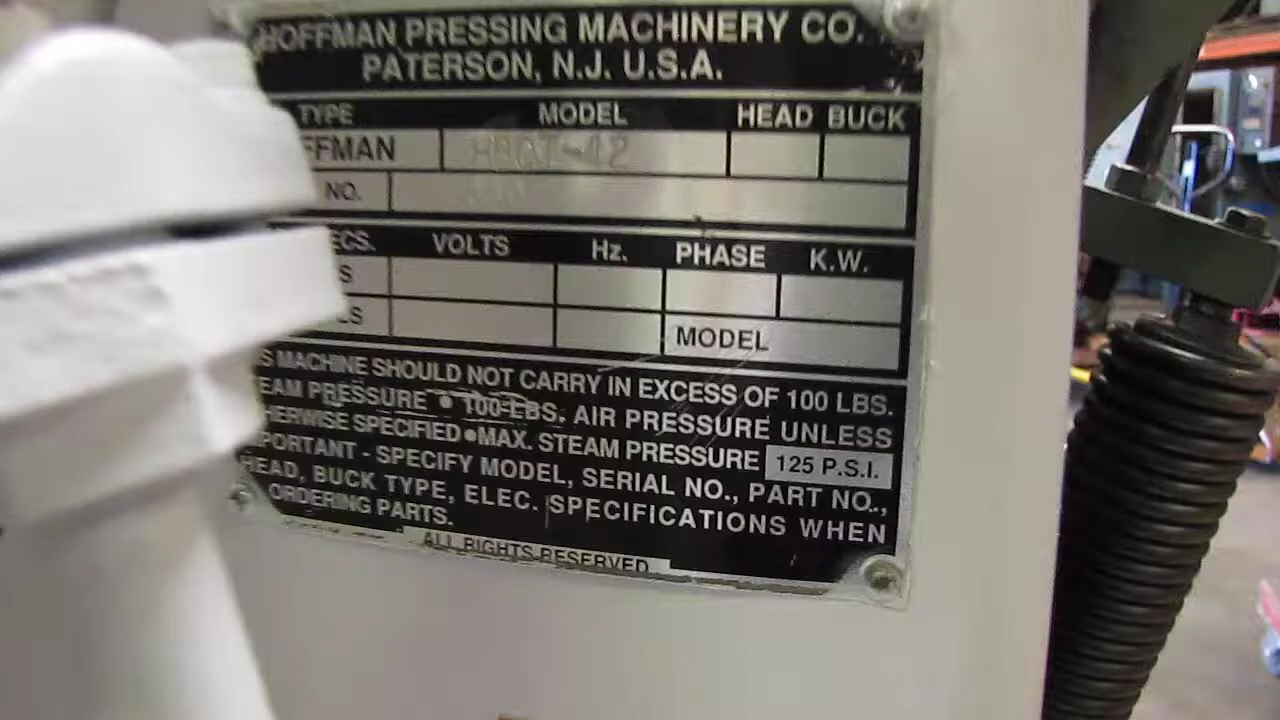 HOFFMAN PRESSING MACHINERY CO.
PATERSON, N.J. U.S.A.
TYPE MODEL HEAD BUCK
FFMAN
NO.
ECS. VOLTS Hz. PHASE K.W.
S
LS MODEL
S MACHINE SHOULD NOT CARRY IN EXCESS OF 100 LBS.
EAM PRESSURE • 100 LBS. AIR PRESSURE UNLESS
HERWISE SPECIFIED • MAX. STEAM PRESSURE 125 P.S.I.
PORTANT - SPECIFY MODEL, SERIAL NO., PART NO.,
HEAD, BUCK TYPE, ELEC. SPECIFICATIONS WHEN
ORDERING PARTS.
ALL RIGHTS RESERVED